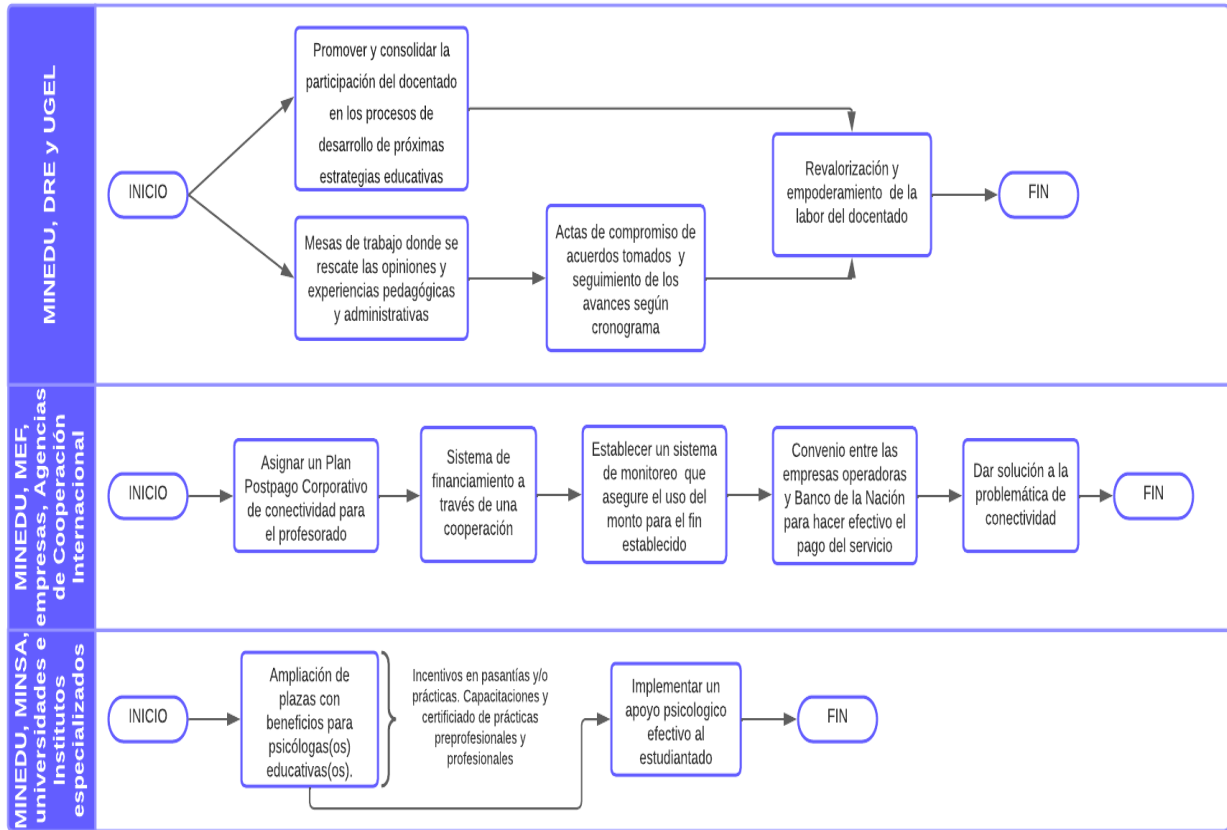 MINEDU, DRE y UGEL
INICIO
Promover y consolidar la
participación del docentado
en los procesos de
desarrollo de próximas
estrategias educativas
Mesas de trabajo donde se
rescate las opiniones y
experiencias pedagógicas
y administrativas
Actas de compromiso de
acuerdos tomados y
seguimiento de los
avances según
cronograma
Revalorización y
empoderamiento de la
labor del docentado
FIN
MINEDU, MEF,
empresas, Agencias
de Cooperación
Internacional
INICIO
Asignar un Plan
Postpago Corporativo
de conectividad para
el profesorado
Sistema de
financiamiento a
través de una
cooperación
Establecer un sistema
de monitoreo que
asegure el uso del
monto para el fin
establecido
Convenio entre las
empresas operadoras
y Banco de la Nación
para hacer efectivo el
pago del servicio
Dar solución a la
problemática de
conectividad
FIN
MINEDU, MINSA,
universidades e
Institutos
especializados
INICIO
Ampliación de
plazas con
beneficios para
psicólogas(os)
educativas(os).
Incentivos en pasantías y/o
prácticas. Capacitaciones y
certificiado de prácticas
preprofesionales y
profesionales
Implementar un
apoyo psicologico
efectivo al
estudiantado
FIN